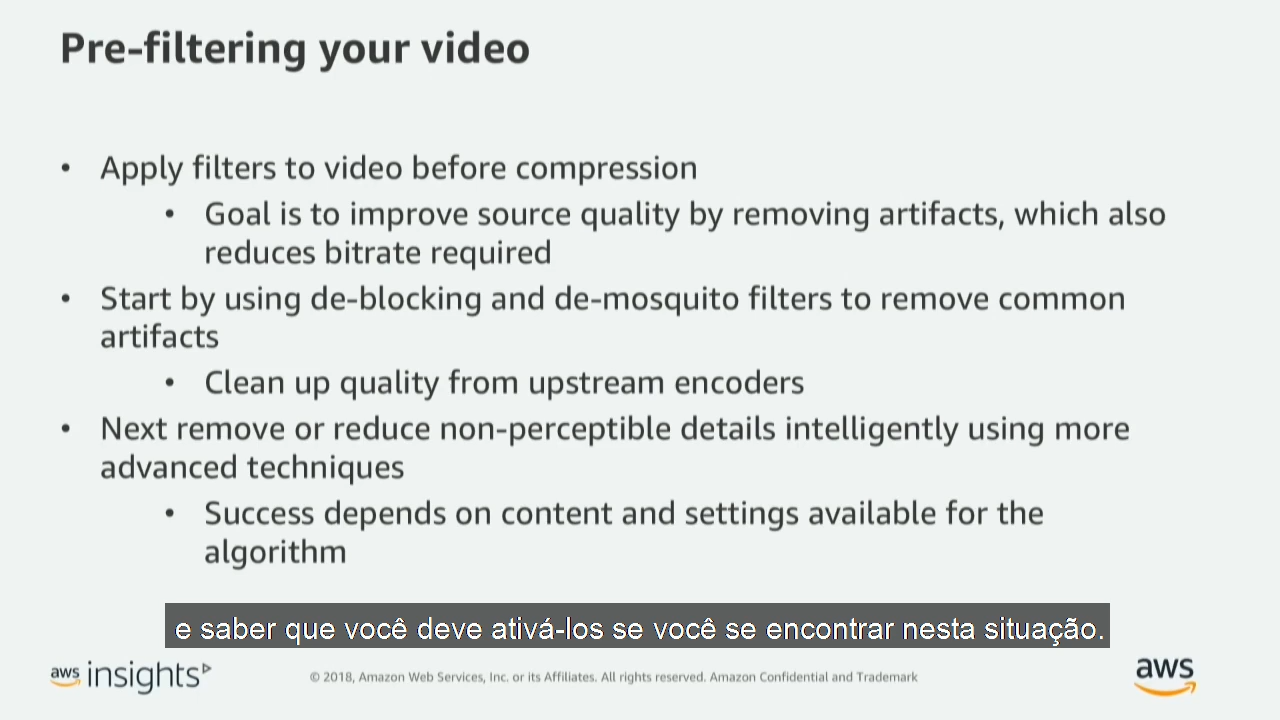 Pre-filtering your video
• Apply filters to video before compression
• Goal is to improve source quality by removing artifacts, which also
reduces bitrate required
• Start by using de-blocking and de-mosquito filters to remove common
artifacts
• Clean up quality from upstream encoders
• Next remove or reduce non-perceptible details intelligently using more
advanced techniques
• Success depends on content and settings available for the
algorithm
e saber que você deve ativá-los se você se encontrar nesta situação.
aws insights
© 2018, Amazon Web Services, Inc. or its Affiliates. All rights reserved. Amazon Confidential and Trademark
aws